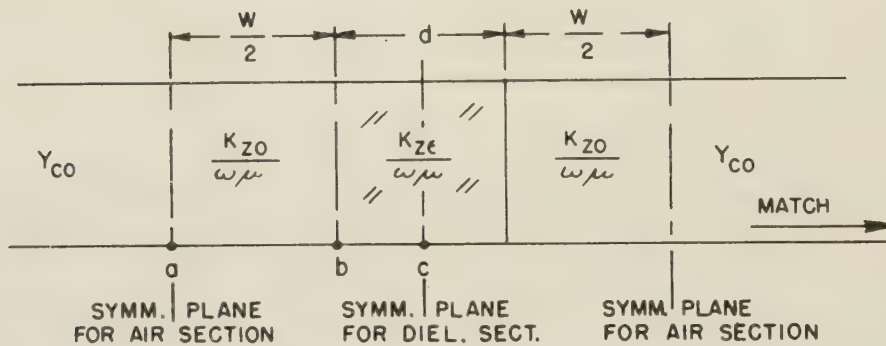 W/2 d W/2
Y_CO K_ZO/ωμ K_Zε/ωμ K_ZO/ωμ Y_CO
MATCH
a b c
SYMM. PLANE FOR AIR SECTION
SYMM. PLANE FOR DIEL. SECT.
SYMM. PLANE FOR AIR SECTION